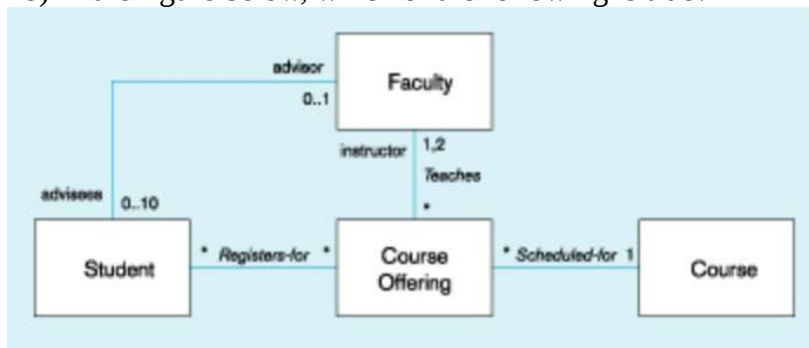 advisor
Faculty
0..1
instructor
1,2
Teaches
*
advisees
0..10
Student
* Registers-for *
Course
Offering
* Scheduled-for 1
Course